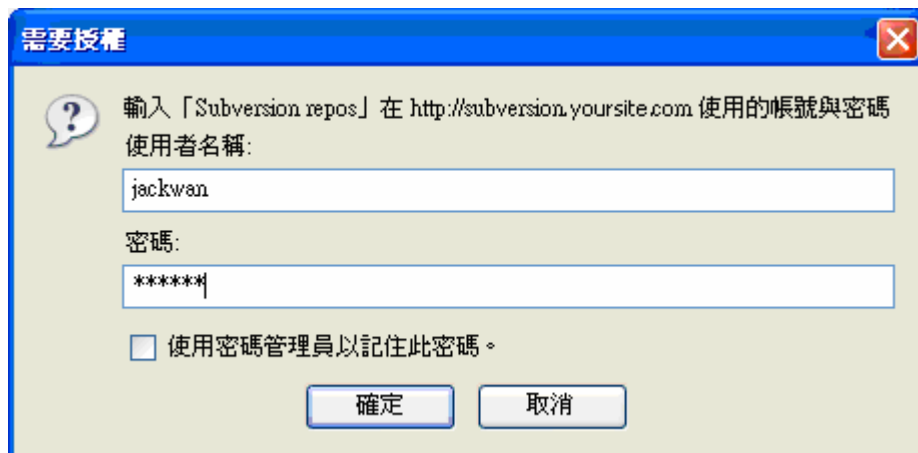 需要授權
輸入「Subversion repos」在 http://subversion.yoursite.com 使用的帳號與密碼
使用者名稱:
jackwan
密碼:
******
使用密碼管理員以記住此密碼。
確定
取消